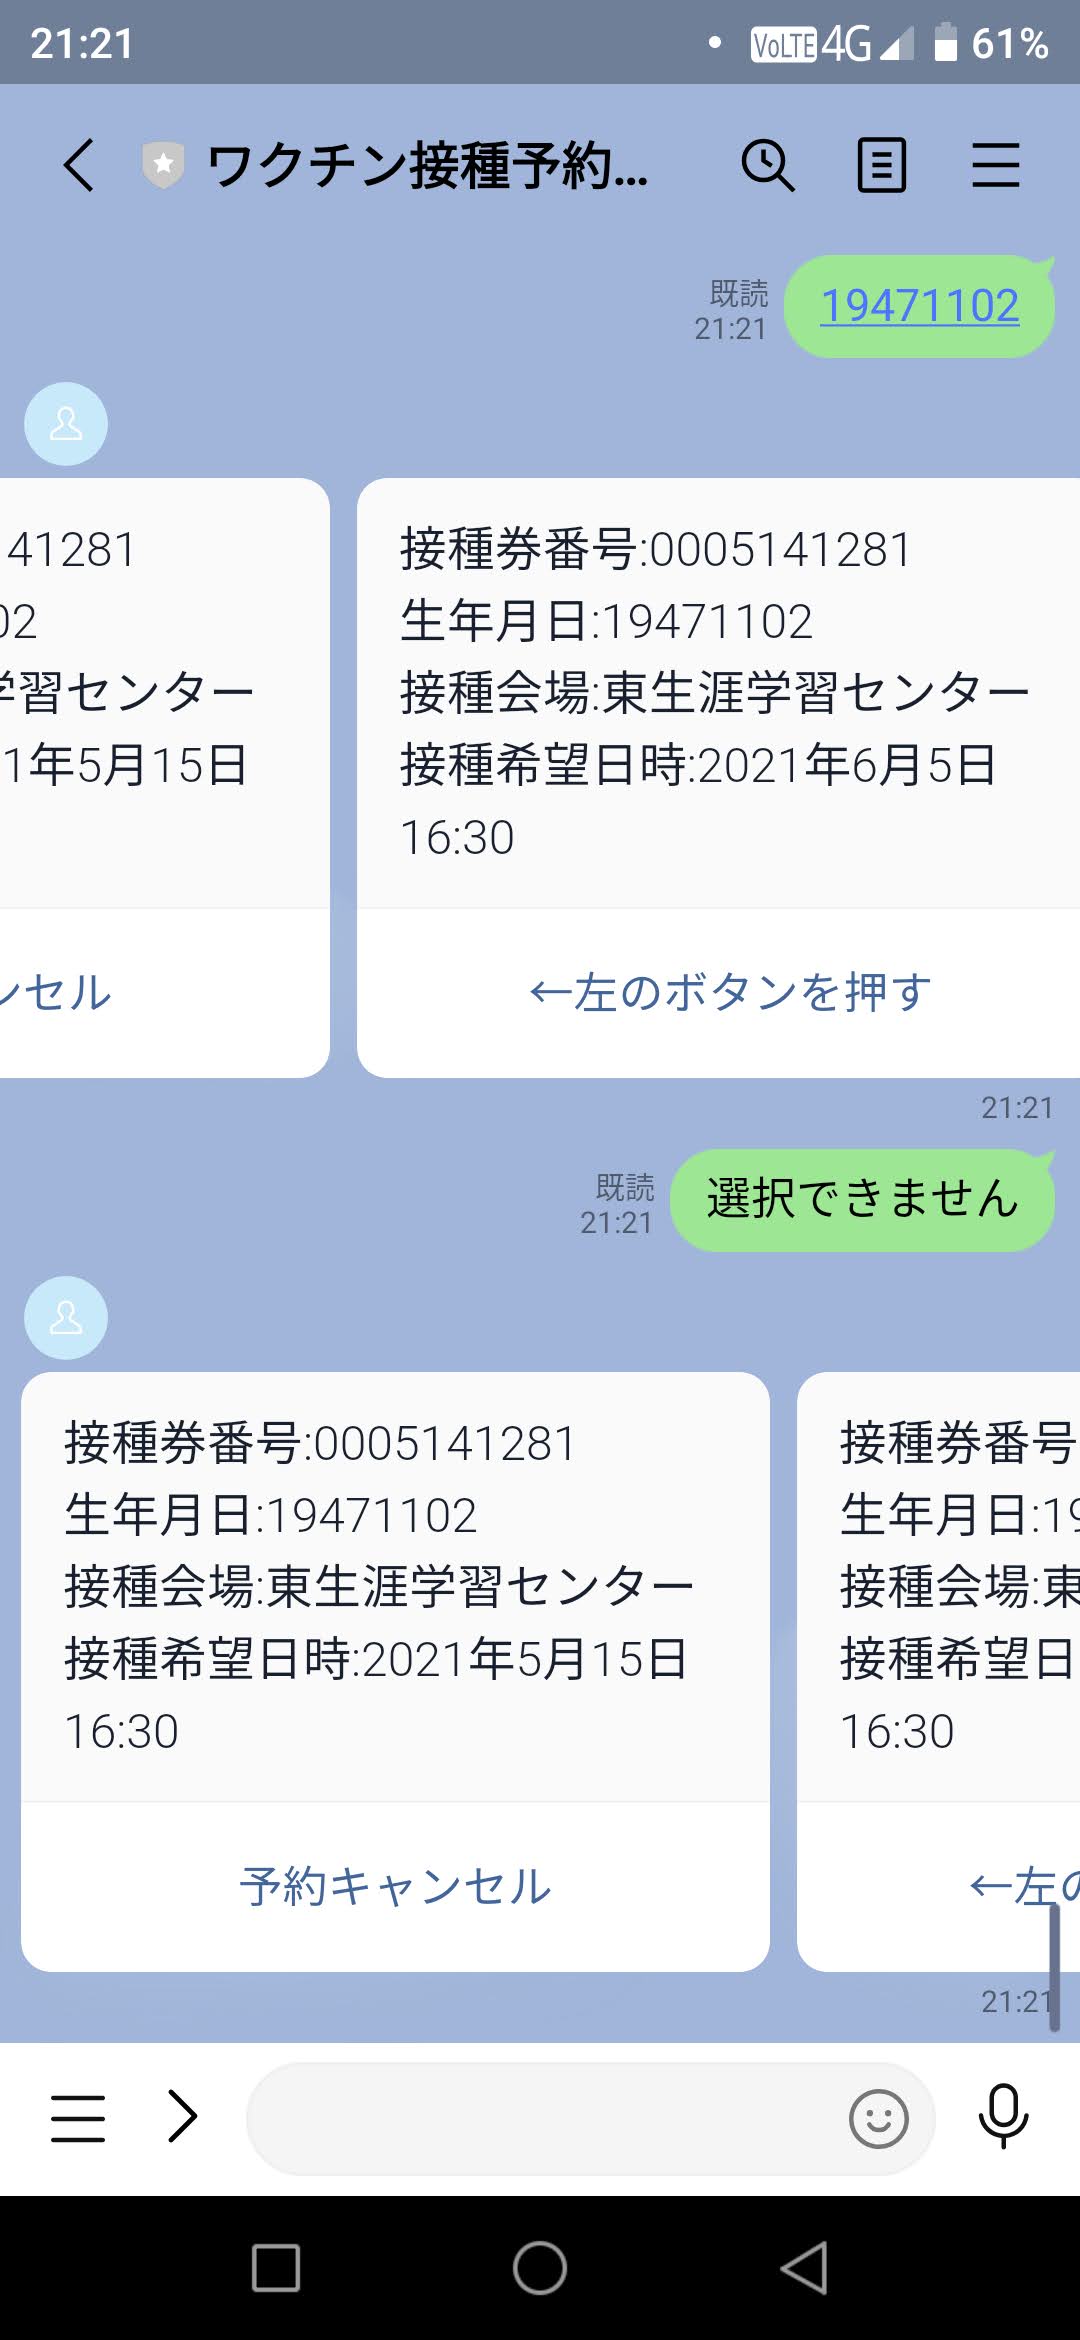 21:21
VoLTE 4G 61%
ワクチン接種予約...
既読
21:21
19471102
41281
02
学習センター
1年5月15日
ンセル
接種券番号:0005141281
生年月日:19471102
接種会場:東生涯学習センター
接種希望日時:2021年6月5日
16:30
←左のボタンを押す
21:21
既読
21:21
選択できません
接種券番号:0005141281
生年月日:19471102
接種会場:東生涯学習センター
接種希望日時:2021年5月15日
16:30
予約キャンセル
接種券番号
生年月日:19
接種会場:東
接種希望日
16:30
←左の
21:21